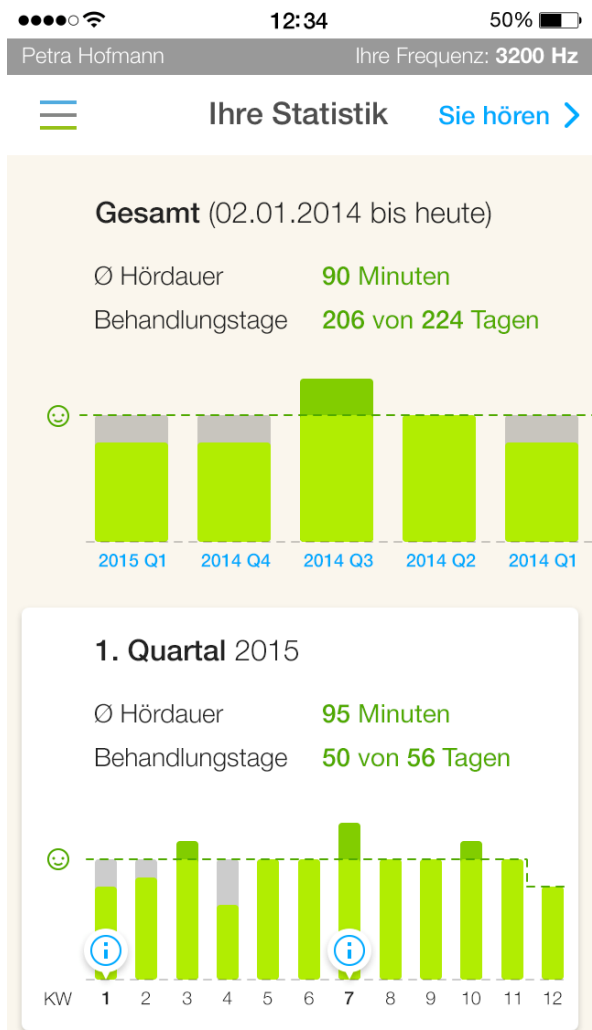 12:34 50%
Petra Hofmann Ihre Frequenz: 3200 Hz
Ihre Statistik Sie hören
Gesamt (02.01.2014 bis heute)
Ø Hördauer 90 Minuten
Behandlungstage 206 von 224 Tagen
2015 Q1 2014 Q4 2014 Q3 2014 Q2 2014 Q1
1. Quartal 2015
Ø Hördauer 95 Minuten
Behandlungstage 50 von 56 Tagen
i i
KW 1 2 3 4 5 6 7 8 9 10 11 12